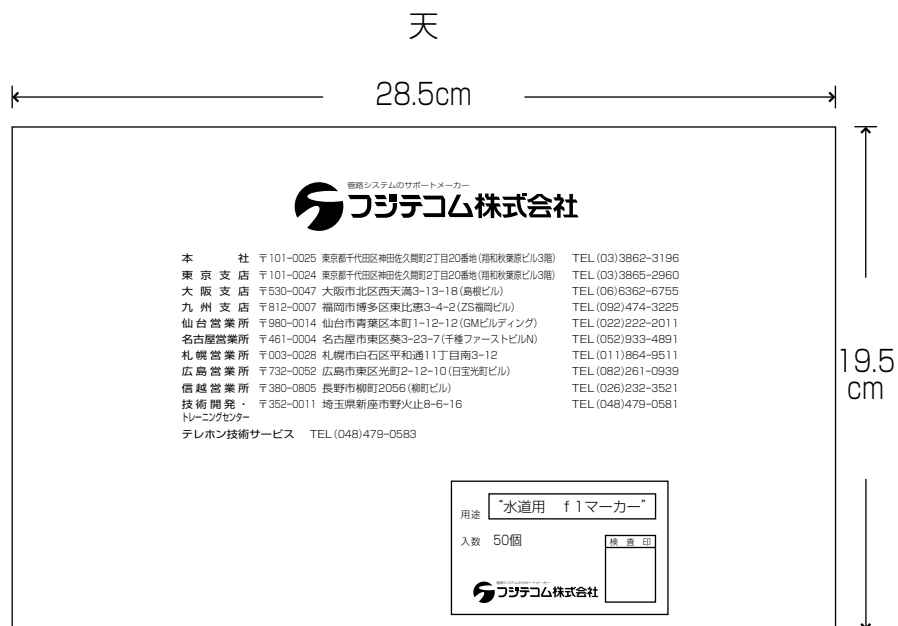 天
28.5cm
管路システムのサポートメーカー
フジテコム株式会社
本社 〒101-0025 東京都千代田区神田佐久間町2丁目20番地(翔和秋葉原ビル3階) TEL(03)3862-3196
東京支店 〒101-0024 東京都千代田区神田佐久間町2丁目20番地(翔和秋葉原ビル3階) TEL(03)3865-2960
大阪支店 〒530-0047 大阪市北区西天満3-13-18(島根ビル) TEL(06)6362-6755
九州支店 〒812-0007 福岡市博多区東比恵3-4-2(ZS福岡ビル) TEL(092)474-3225
仙台営業所 〒980-0014 仙台市青葉区本町1-12-12(GMビルディング) TEL(022)222-2011
名古屋営業所 〒461-0004 名古屋市東区葵3-23-7(千種ファーストビルN) TEL(052)933-4891
札幌営業所 〒003-0028 札幌市白石区平和通11丁目南3-12 TEL(011)864-9511
広島営業所 〒732-0052 広島市東区光町2-12-10(日宝光町ビル) TEL(082)261-0939
信越営業所 〒380-0805 長野市柳町2056(柳町ビル) TEL(026)232-3521
技術開発・ 〒352-0011 埼玉県新座市野火止8-6-16 TEL(048)479-0581
トレーニングセンター
テレホン技術サービス TEL(048)479-0583
19.5
cm
用途 “水道用 f1マーカー”
入数 50個
検査印
管路システムのサポートメーカー
フジテコム株式会社